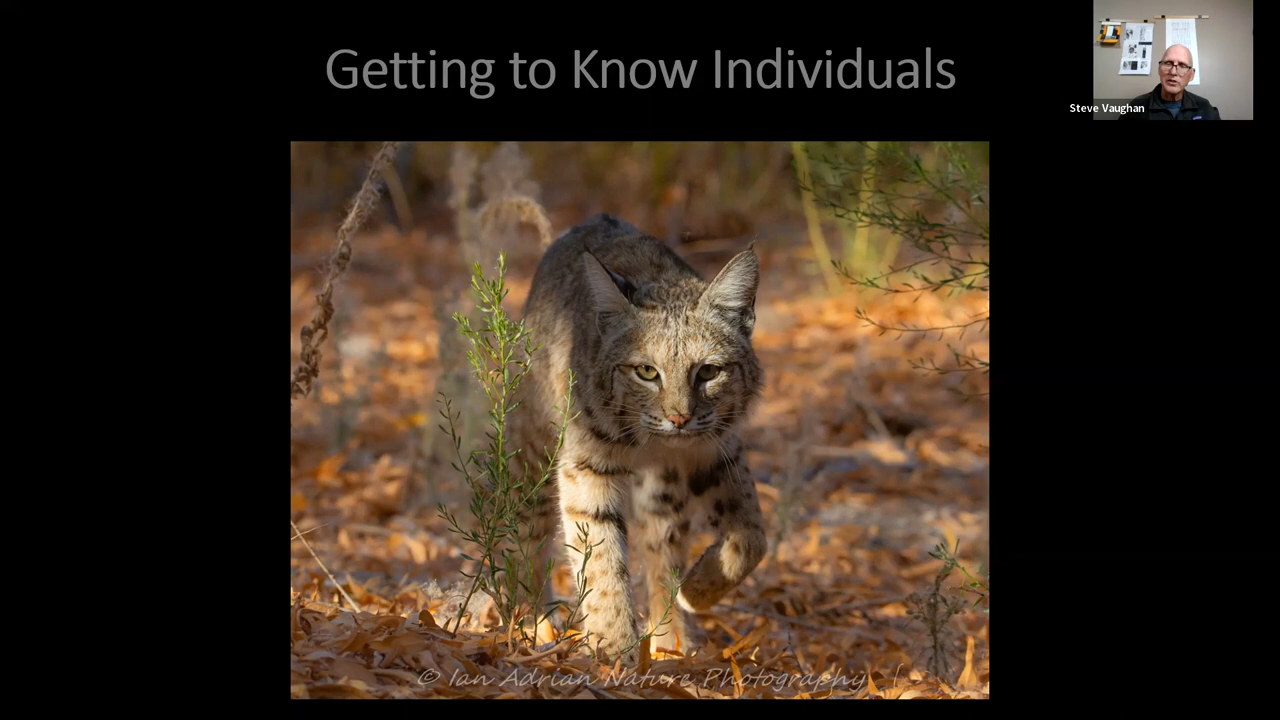 Getting to Know Individuals
Steve Vaughan
© Ian Adrian Nature Photography